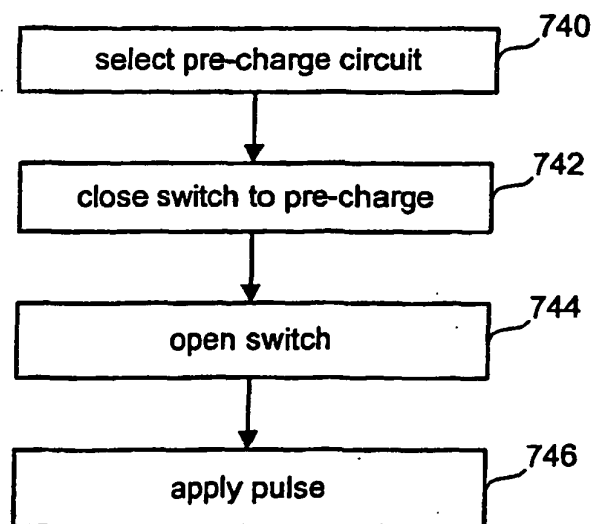 740
select pre-charge circuit
742
close switch to pre-charge
744
open switch
746
apply pulse